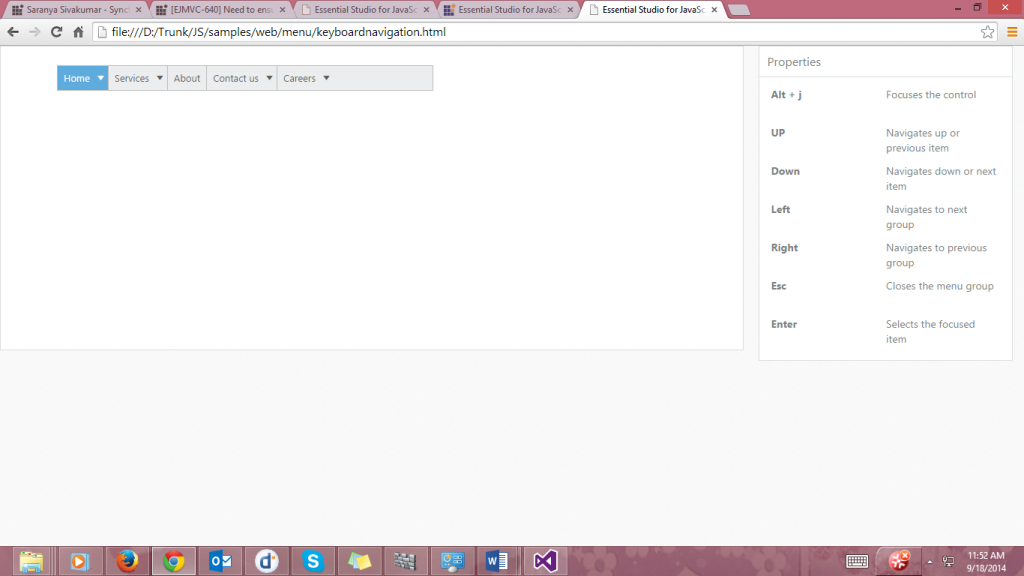 Saranya Sivakumar - Sync
[EJMVC-640] Need to ens
Essential Studio for JavaSc
Essential Studio for JavaSc
Essential Studio for JavaSc
file:///D:/Trunk/JS/samples/web/menu/keyboardnavigation.html
Home Services About Contact us Careers
Properties
Alt + j Focuses the control
UP Navigates up or
previous item
Down Navigates down or next
item
Left Navigates to next
group
Right Navigates to previous
group
Esc Closes the menu group
Enter Selects the focused
item
11:52 AM
9/18/2014